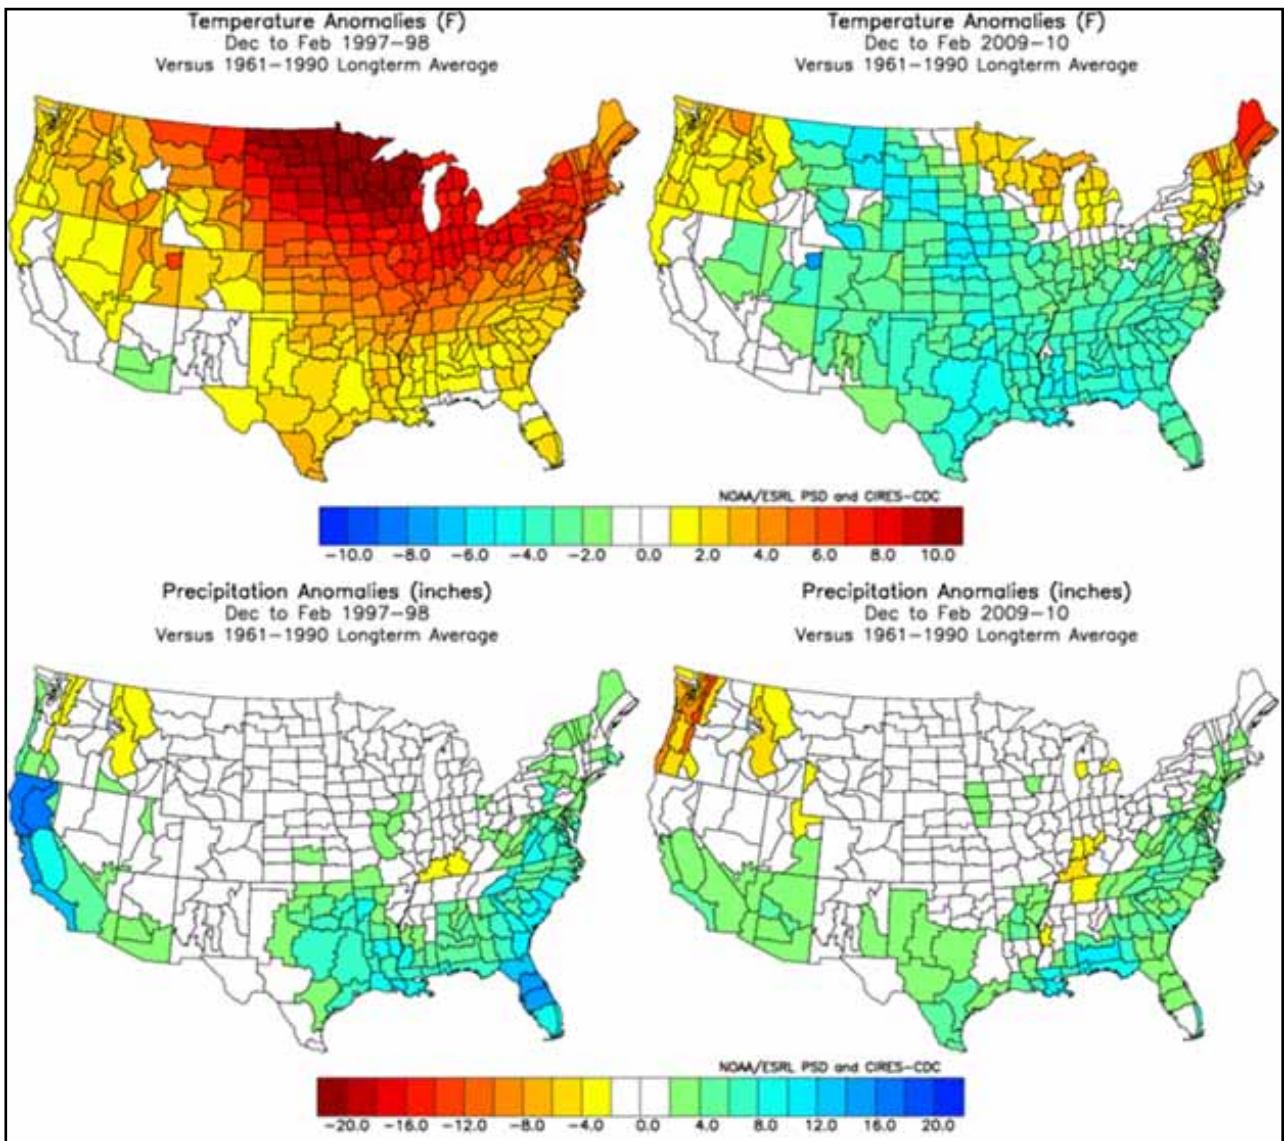 Temperature Anomalies (F)
Dec to Feb 1997-98
Versus 1961-1990 Longterm Average
Temperature Anomalies (F)
Dec to Feb 2009-10
Versus 1961-1990 Longterm Average
NOAA/ESRL PSD and CIRES-CDC
-10.0 -8.0 -6.0 -4.0 -2.0 0.0 2.0 4.0 6.0 8.0 10.0
Precipitation Anomalies (inches)
Dec to Feb 1997-98
Versus 1961-1990 Longterm Average
Precipitation Anomalies (inches)
Dec to Feb 2009-10
Versus 1961-1990 Longterm Average
NOAA/ESRL PSD and CIRES-CDC
-20.0 -16.0 -12.0 -8.0 -4.0 0.0 4.0 8.0 12.0 16.0 20.0